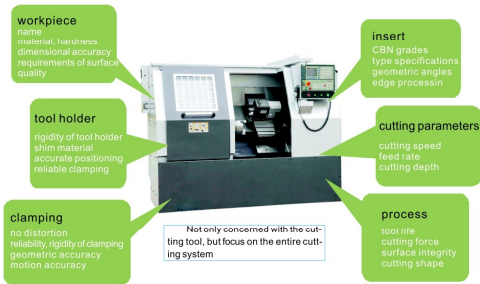 workpiece
name
material, hardness
dimensional accuracy
requirements of surface
quality
insert
CBN grades
type specifications
geometric angles
edge processin
tool holder
rigidity of tool holder
shim material
accurate positioning
reliable clamping
cutting parameters
cutting speed
feed rate
cutting depth
clamping
no distortion
reliability, rigidity of clamping
geometric accuracy
motion accuracy
Not only concerned with the cut-
ting tool, but focus on the entire cutt-
ing system
process
tool life
cutting force
surface integrity
cutting shape